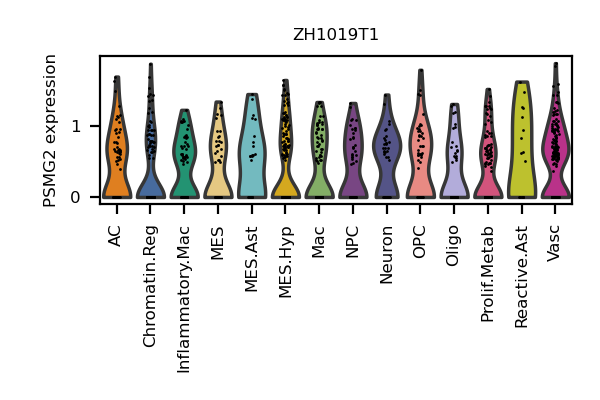 ZH1019T1
PSMG2 expression
1
0
AC
Chromatin.Reg
Inflammatory.Mac
MES
MES.Ast
MES.Hyp
Mac
NPC
Neuron
OPC
Oligo
Prolif.Metab
Reactive.Ast
Vasc